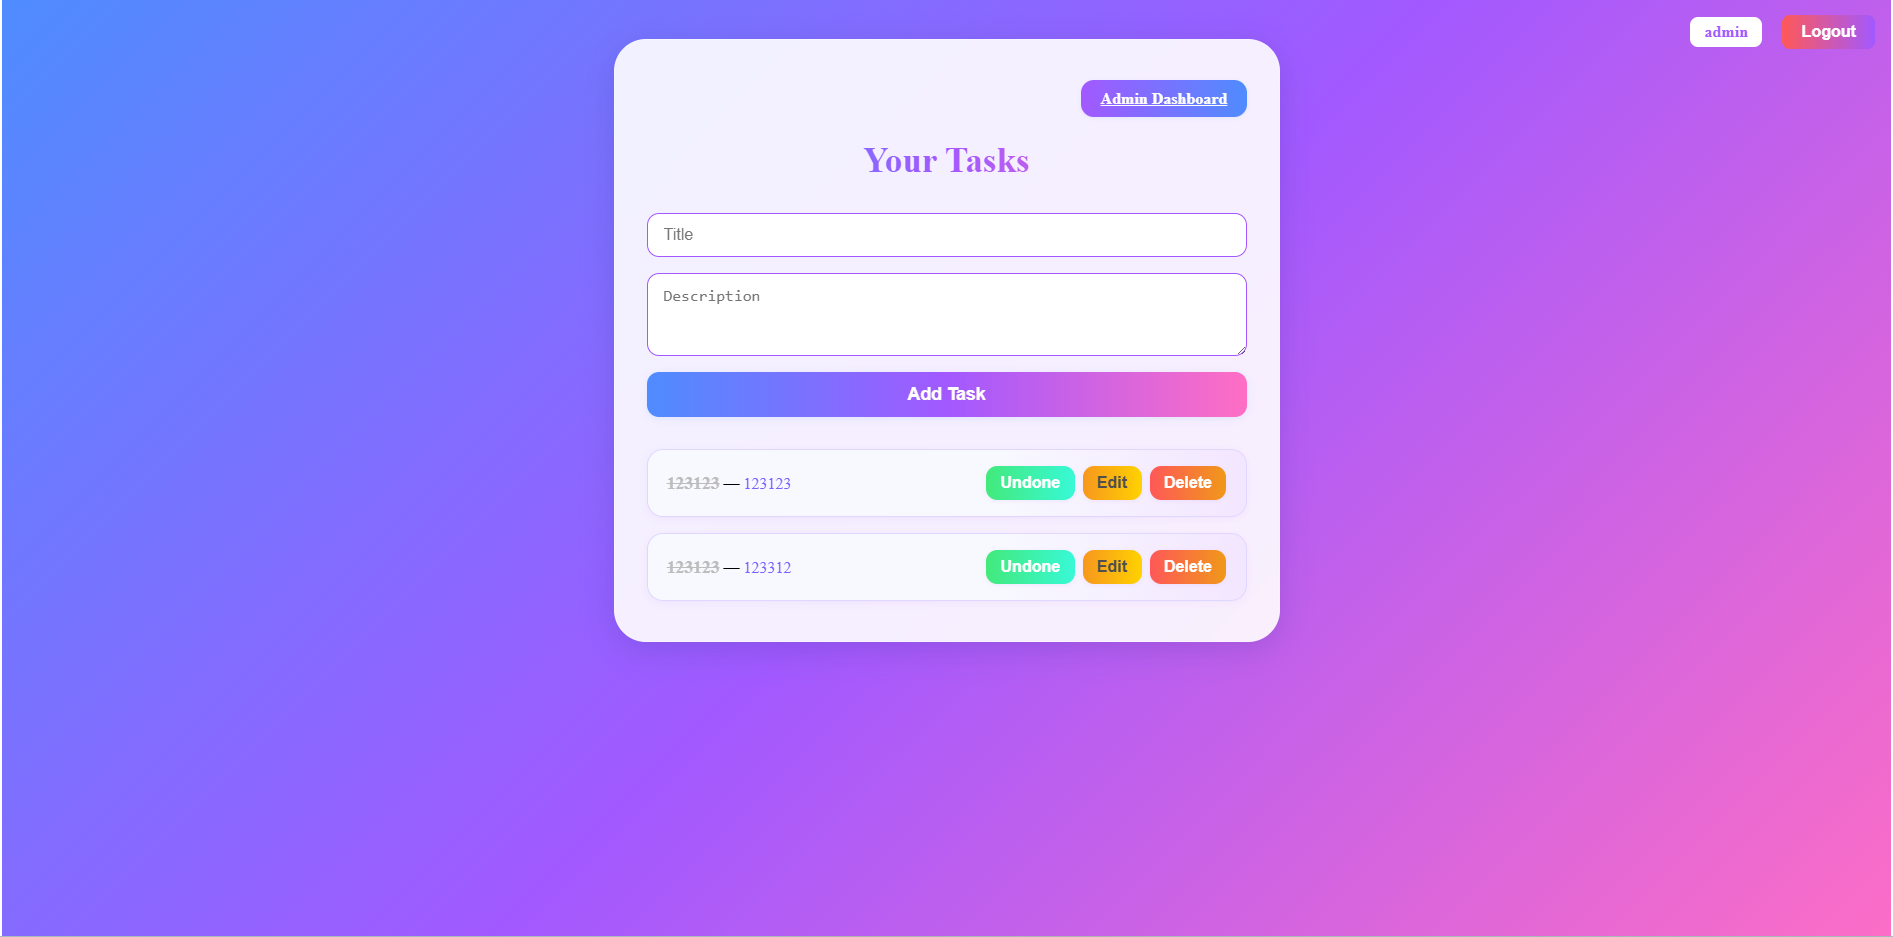 admin Logout
Admin Dashboard
Your Tasks
Title
Description
Add Task
123123 — 123123 Undone Edit Delete
123123 — 123312 Undone Edit Delete